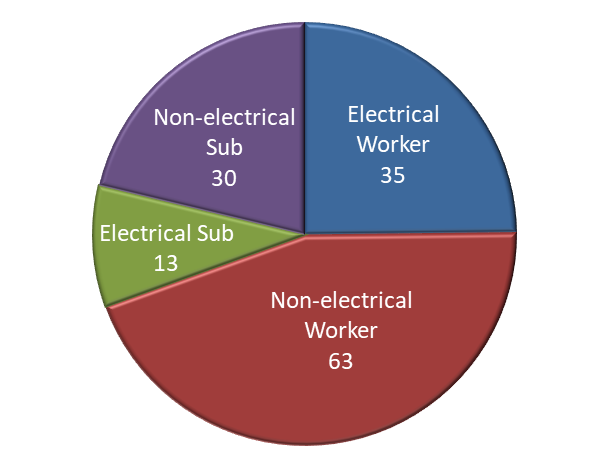 Non-electrical
Sub
30
Electrical
Worker
35
Electrical Sub
13
Non-electrical
Worker
63